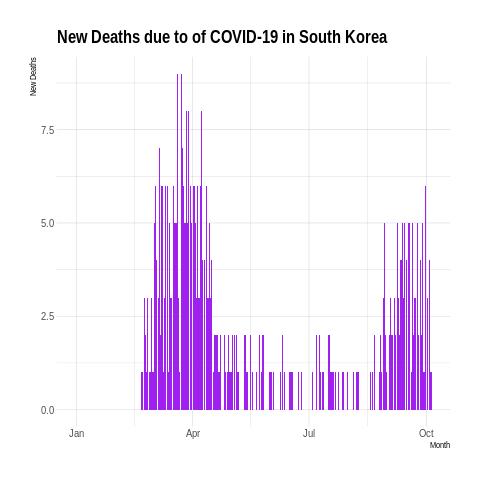 New Deaths due to of COVID-19 in South Korea
New Deaths
7.5
5.0
2.5
0.0
Jan Apr Jul Oct
Month